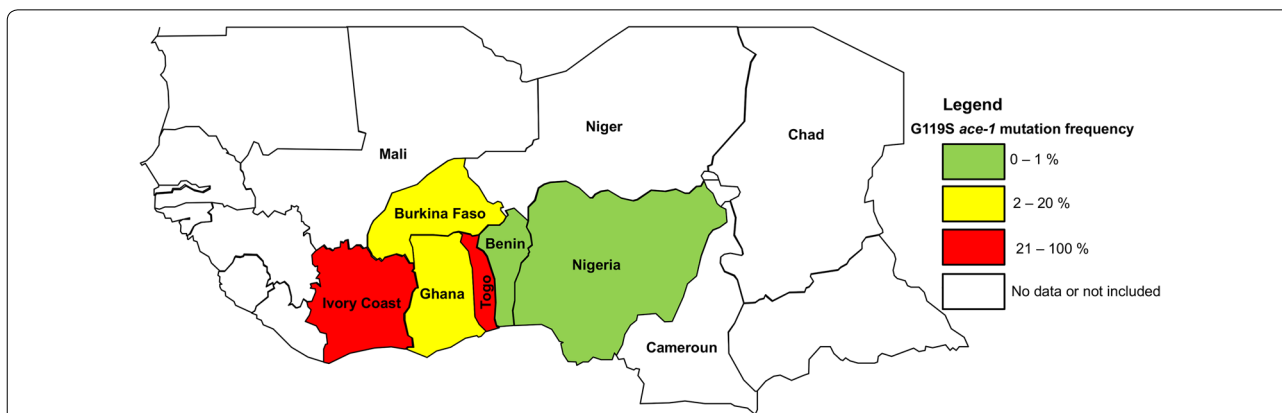 Legend
G119S ace-1 mutation frequency
0 – 1 %
2 – 20 %
21 – 100 %
No data or not included
Mali
Niger
Chad
Burkina Faso
Benin
Nigeria
Ivory Coast
Ghana
Togo
Cameroun